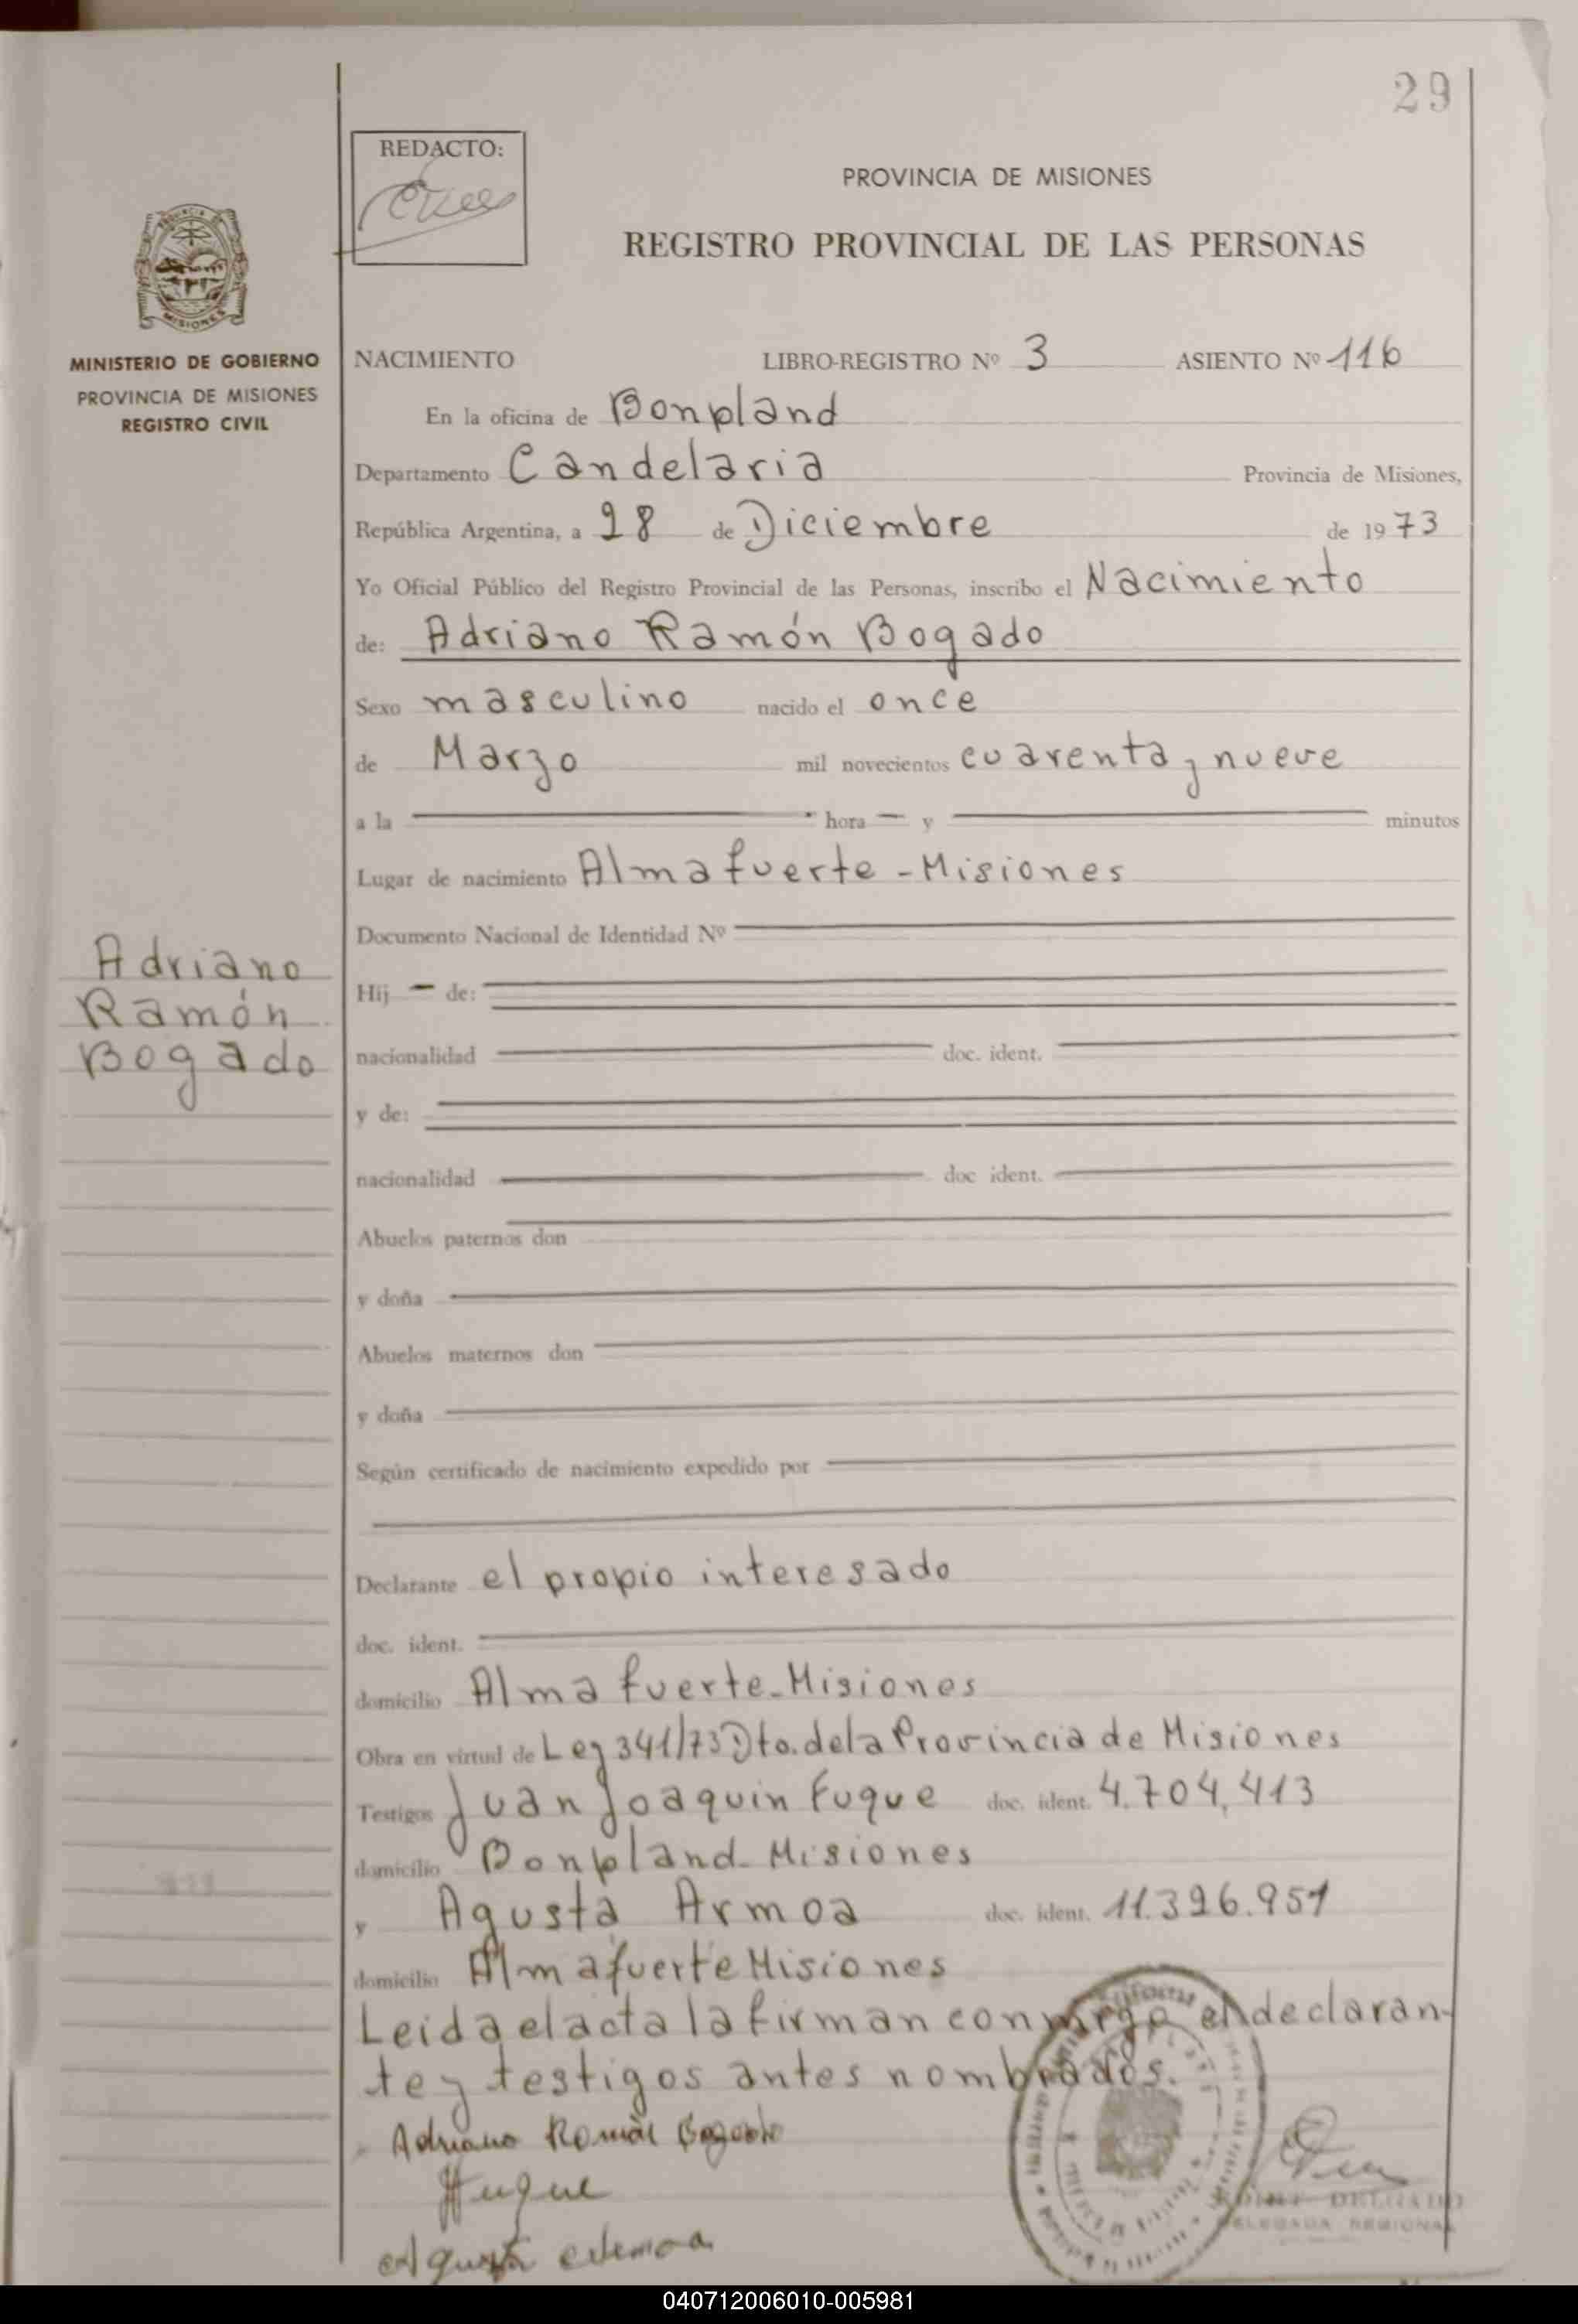 29
REDACTO:
PROVINCIA DE MISIONES
REGISTRO PROVINCIAL DE LAS PERSONAS
MINISTERIO DE GOBIERNO
PROVINCIA DE MISIONES
REGISTRO CIVIL
NACIMIENTO LIBRO-REGISTRO Nº 3 ASIENTO Nº 116
En la oficina de Bonpland
Departamento Candelaria Provincia de Misiones,
República Argentina, a 28 de Diciembre de 1973
Yo Oficial Público del Registro Provincial de las Personas, inscribo el Nacimiento
de: Adriano Ramón Bogado
Sexo masculino nacido el once
de Marzo mil novecientos cuarenta y nueve
a la hora y minutos
Lugar de nacimiento Almafuerte - Misiones
Documento Nacional de Identidad Nº
Adriano
Ramón
Bogado
Hij de:
nacionalidad doc. ident.
y de:
nacionalidad doc ident.
Abuelos paternos don
y doña
Abuelos maternos don
y doña
Según certificado de nacimiento expedido por
Declarante el propio interesado
doc. ident.
domicilio Almafuerte - Misiones
Obra en virtud de Ley 341/73 Dto. de la Provincia de Misiones
Testigos Juan Joaquin Fuque doc. ident. 4.704,413
domicilio Bonpland - Misiones
y Agusta Armoa doc. ident. 11.396.951
domicilio Almafuerte Misiones
Leida el acta la firman conmigo el declaran-
te y testigos antes nombrados.
Adriano Román Bogado
Fuque
Agusta
DELGADO
DELEGADA REGIONAL
040712006010-005981